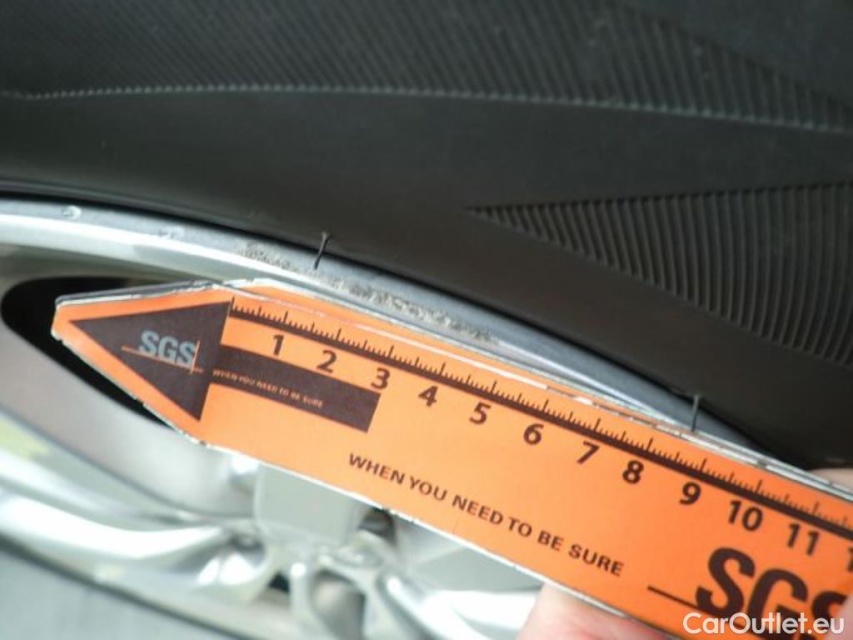 SGS
WHEN YOU NEED TO BE SURE
1 2 3 4 5 6 7 8 9 10 11
WHEN YOU NEED TO BE SURE
SGS
CarOutlet.eu